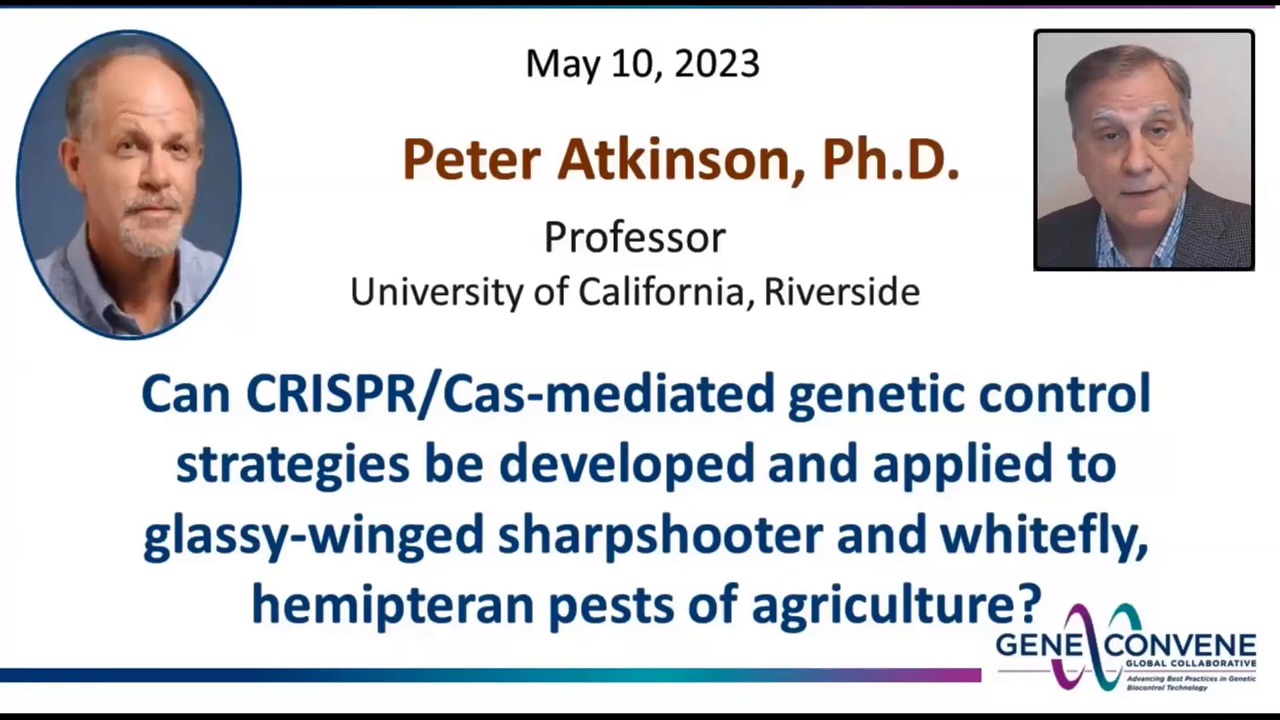 May 10, 2023
Peter Atkinson, Ph.D.
Professor
University of California, Riverside
Can CRISPR/Cas-mediated genetic control
strategies be developed and applied to
glassy-winged sharpshooter and whitefly,
hemipteran pests of agriculture?
GENE CONVENE
GLOBAL COLLABORATIVE
Advancing Best Practices in Genetic
Biocontrol Technology